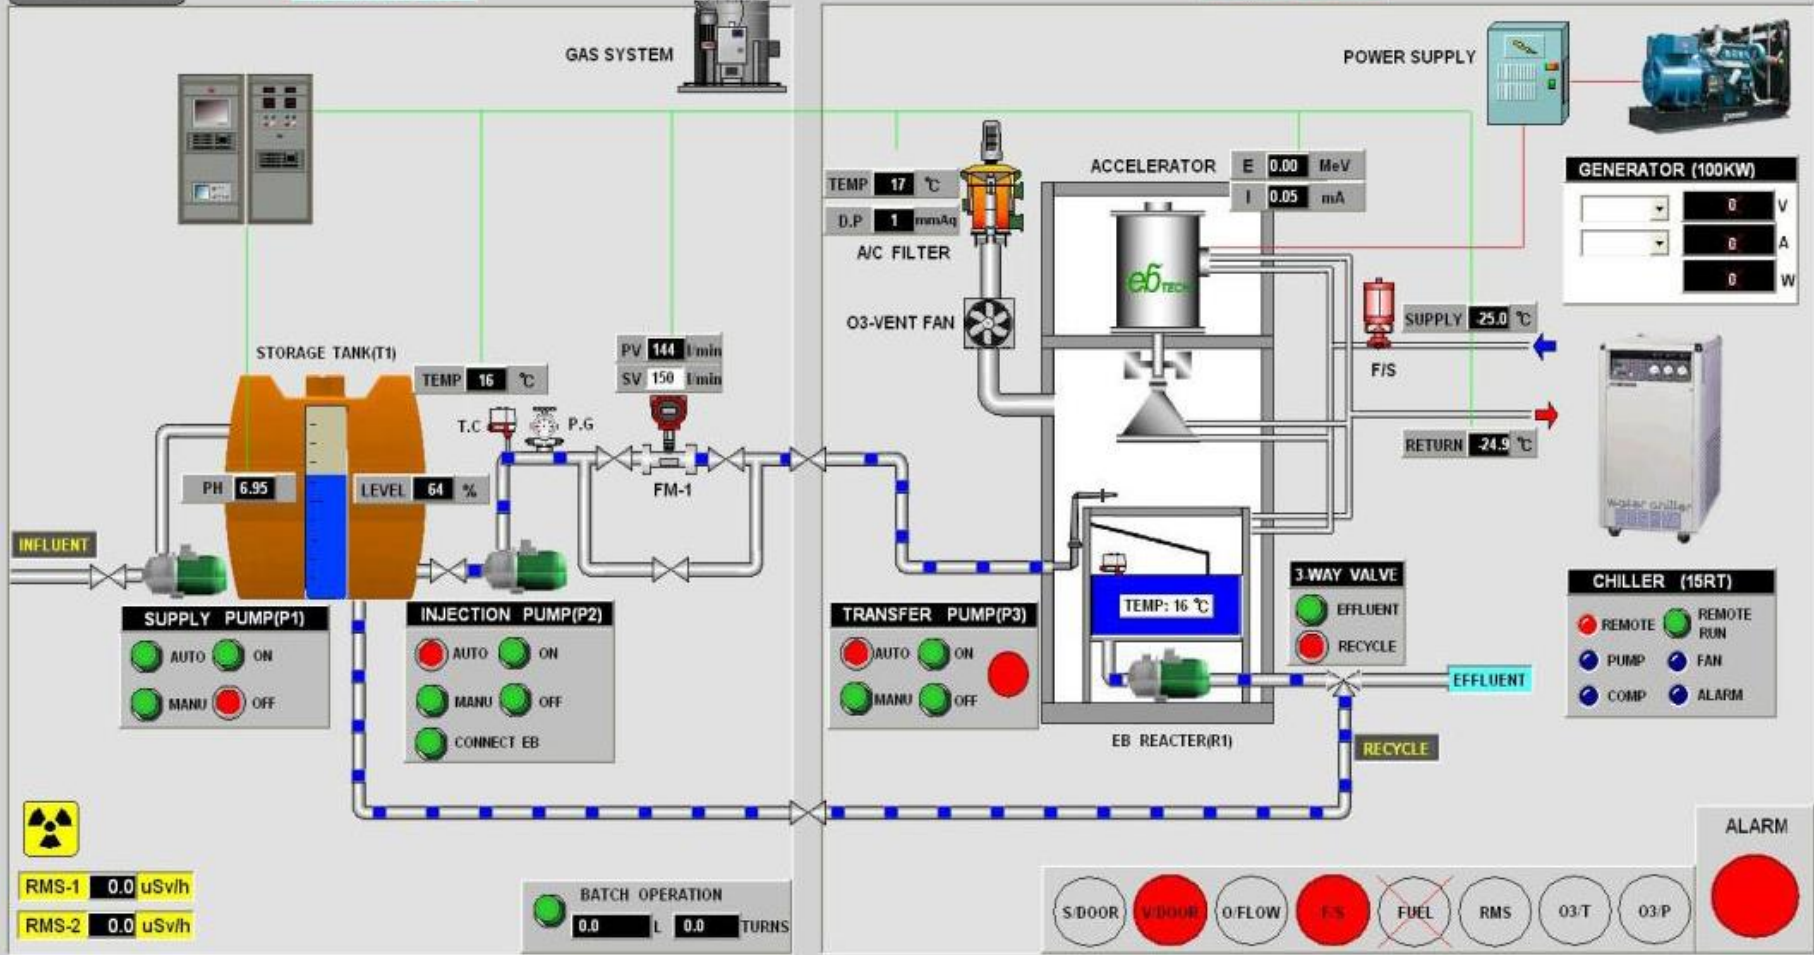 GAS SYSTEM
POWER SUPPLY
TEMP 17 ℃
D.P 1 mmAq
A/C FILTER
ACCELERATOR
E 0.00 MeV
I 0.05 mA
GENERATOR (100KW)
0 V
0 A
0 W
eb TECH
O3-VENT FAN
SUPPLY -25.0 ℃
F/S
RETURN -24.9 ℃
STORAGE TANK(T1)
TEMP 16 ℃
PV 144 l/min
SV 150 l/min
T.C
P.G
FM-1
PH 6.95
LEVEL 64 %
INFLUENT
water chiller
SUPPLY PUMP(P1)
AUTO ON
MANU OFF
INJECTION PUMP(P2)
AUTO ON
MANU OFF
CONNECT EB
TRANSFER PUMP(P3)
AUTO ON
MANU OFF
TEMP: 16 ℃
3-WAY VALVE
EFFLUENT
RECYCLE
EFFLUENT
CHILLER (15RT)
REMOTE REMOTE RUN
PUMP FAN
COMP ALARM
EB REACTER(R1)
RECYCLE
RMS-1 0.0 uSv/h
RMS-2 0.0 uSv/h
BATCH OPERATION
0.0 L 0.0 TURNS
S/DOOR V/DOOR O/FLOW F/S FUEL RMS O3/T O3/P
ALARM